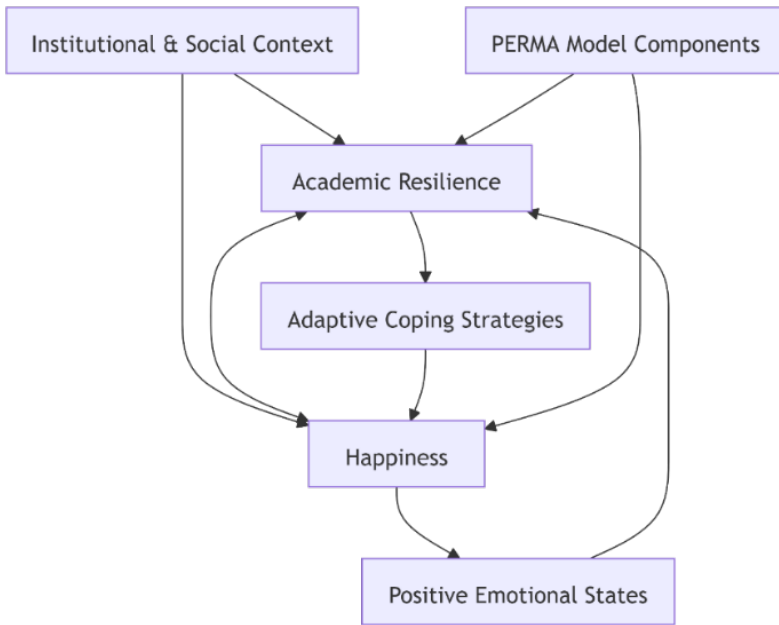 Institutional & Social Context
PERMA Model Components
Academic Resilience
Adaptive Coping Strategies
Happiness
Positive Emotional States